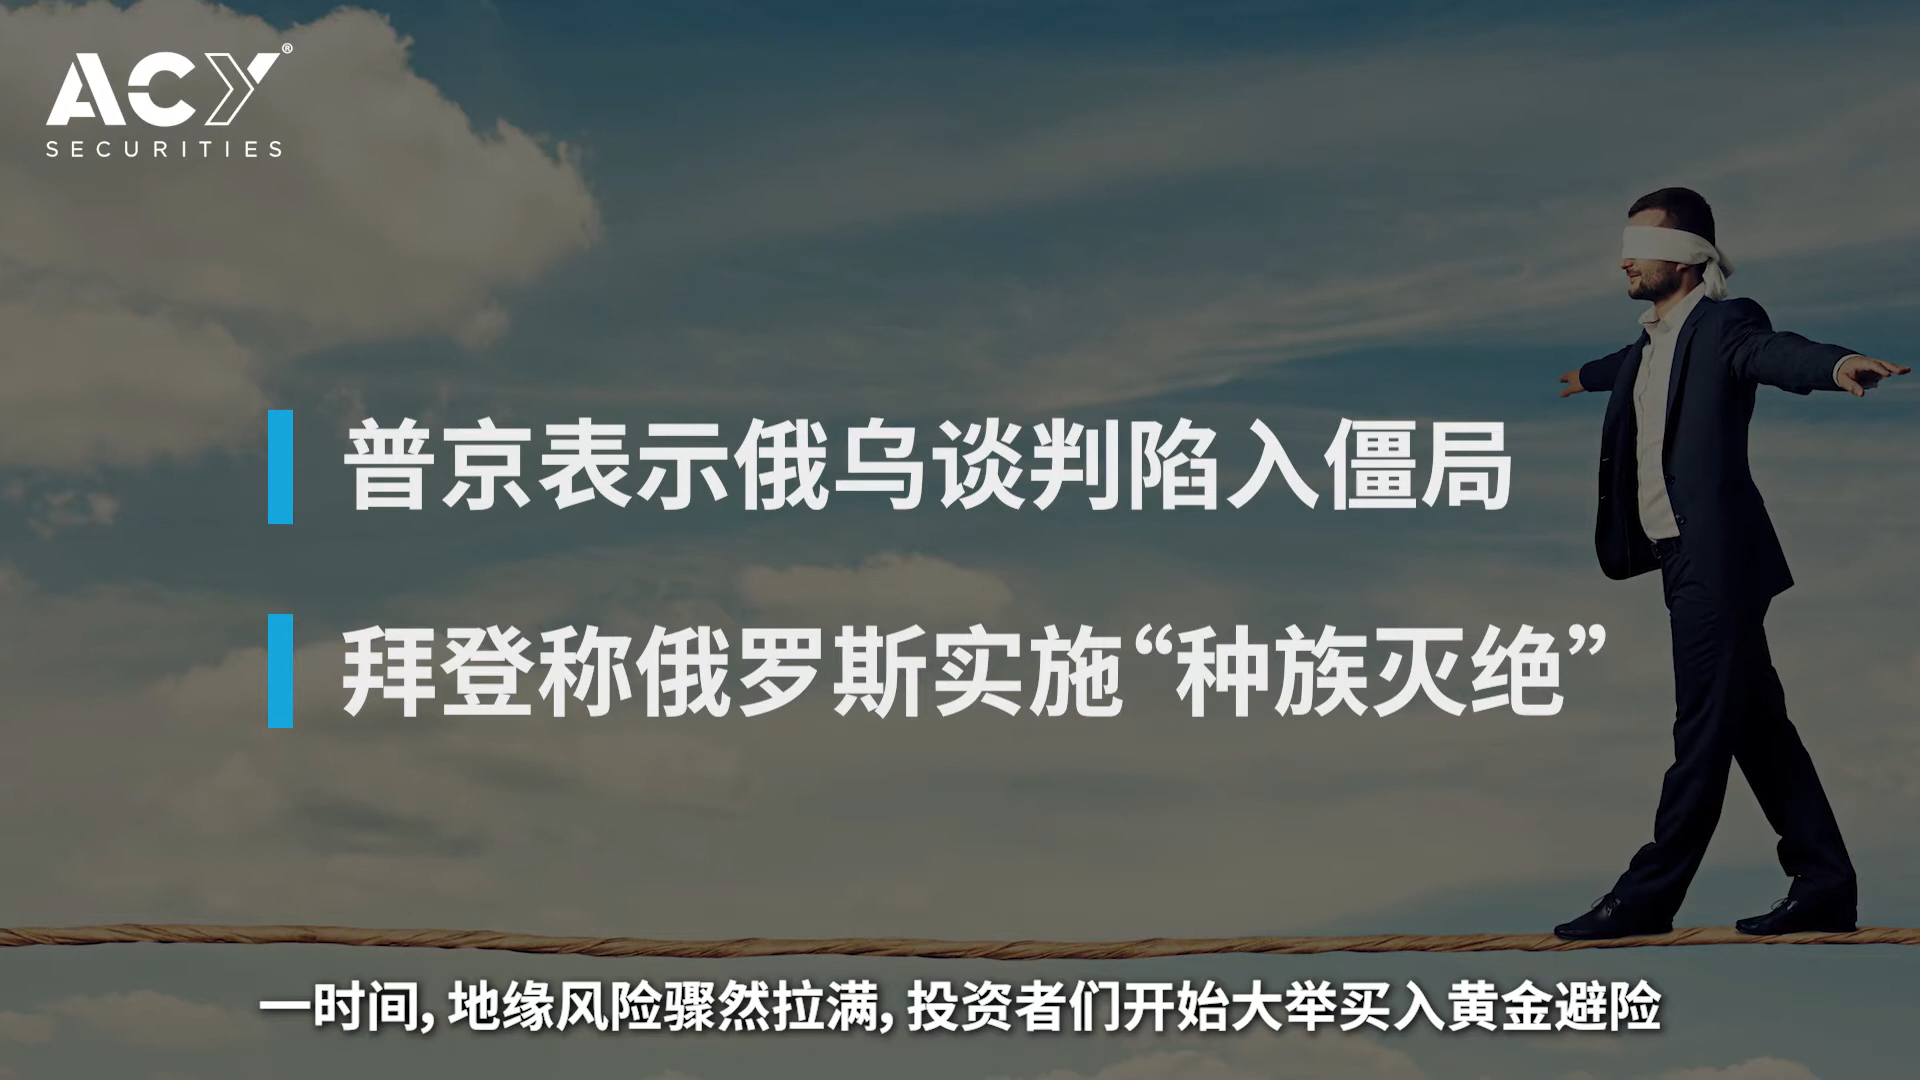 ACY®
SECURITIES
普京表示俄乌谈判陷入僵局
拜登称俄罗斯实施“种族灭绝”
一时间, 地缘风险骤然拉满, 投资者们开始大举买入黄金避险